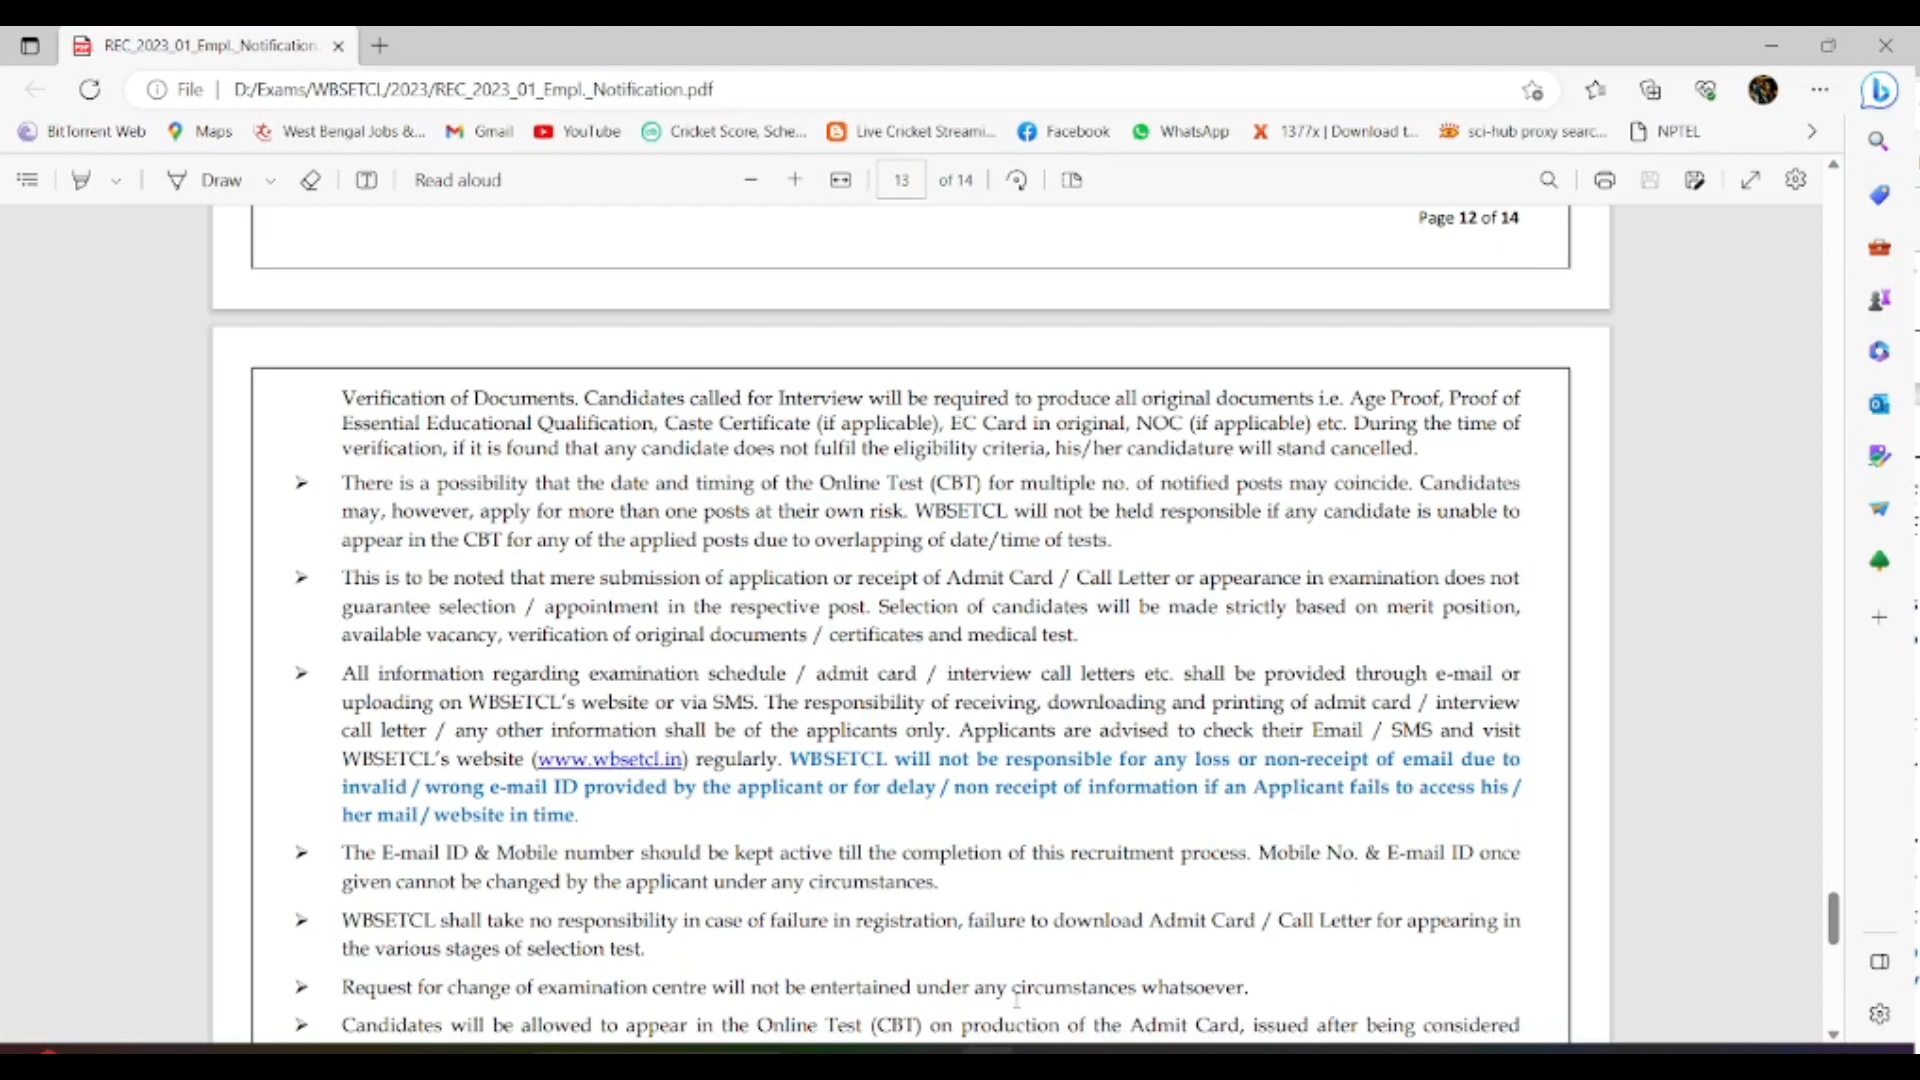 REC_2023_01_Empl._Notification.
File | D:/Exams/WBSETCL/2023/REC_2023_01_Empl._Notification.pdf
BitTorrent Web Maps West Bengal Jobs &... Gmail YouTube Cricket Score, Sche... Live Cricket Streami... Facebook WhatsApp 1377x | Download t... sci-hub proxy searc... NPTEL
Draw Read aloud 13 of 14
Page 12 of 14
Verification of Documents. Candidates called for Interview will be required to produce all original documents i.e. Age Proof, Proof of
Essential Educational Qualification, Caste Certificate (if applicable), EC Card in original, NOC (if applicable) etc. During the time of
verification, if it is found that any candidate does not fulfil the eligibility criteria, his/her candidature will stand cancelled.
➢ There is a possibility that the date and timing of the Online Test (CBT) for multiple no. of notified posts may coincide. Candidates
may, however, apply for more than one posts at their own risk. WBSETCL will not be held responsible if any candidate is unable to
appear in the CBT for any of the applied posts due to overlapping of date/time of tests.
➢ This is to be noted that mere submission of application or receipt of Admit Card / Call Letter or appearance in examination does not
guarantee selection / appointment in the respective post. Selection of candidates will be made strictly based on merit position,
available vacancy, verification of original documents / certificates and medical test.
➢ All information regarding examination schedule / admit card / interview call letters etc. shall be provided through e-mail or
uploading on WBSETCL's website or via SMS. The responsibility of receiving, downloading and printing of admit card / interview
call letter / any other information shall be of the applicants only. Applicants are advised to check their Email / SMS and visit
WBSETCL's website (www.wbsetcl.in) regularly. WBSETCL will not be responsible for any loss or non-receipt of email due to
invalid / wrong e-mail ID provided by the applicant or for delay / non receipt of information if an Applicant fails to access his /
her mail / website in time.
➢ The E-mail ID & Mobile number should be kept active till the completion of this recruitment process. Mobile No. & E-mail ID once
given cannot be changed by the applicant under any circumstances.
➢ WBSETCL shall take no responsibility in case of failure in registration, failure to download Admit Card / Call Letter for appearing in
the various stages of selection test.
➢ Request for change of examination centre will not be entertained under any circumstances whatsoever.
➢ Candidates will be allowed to appear in the Online Test (CBT) on production of the Admit Card, issued after being considered